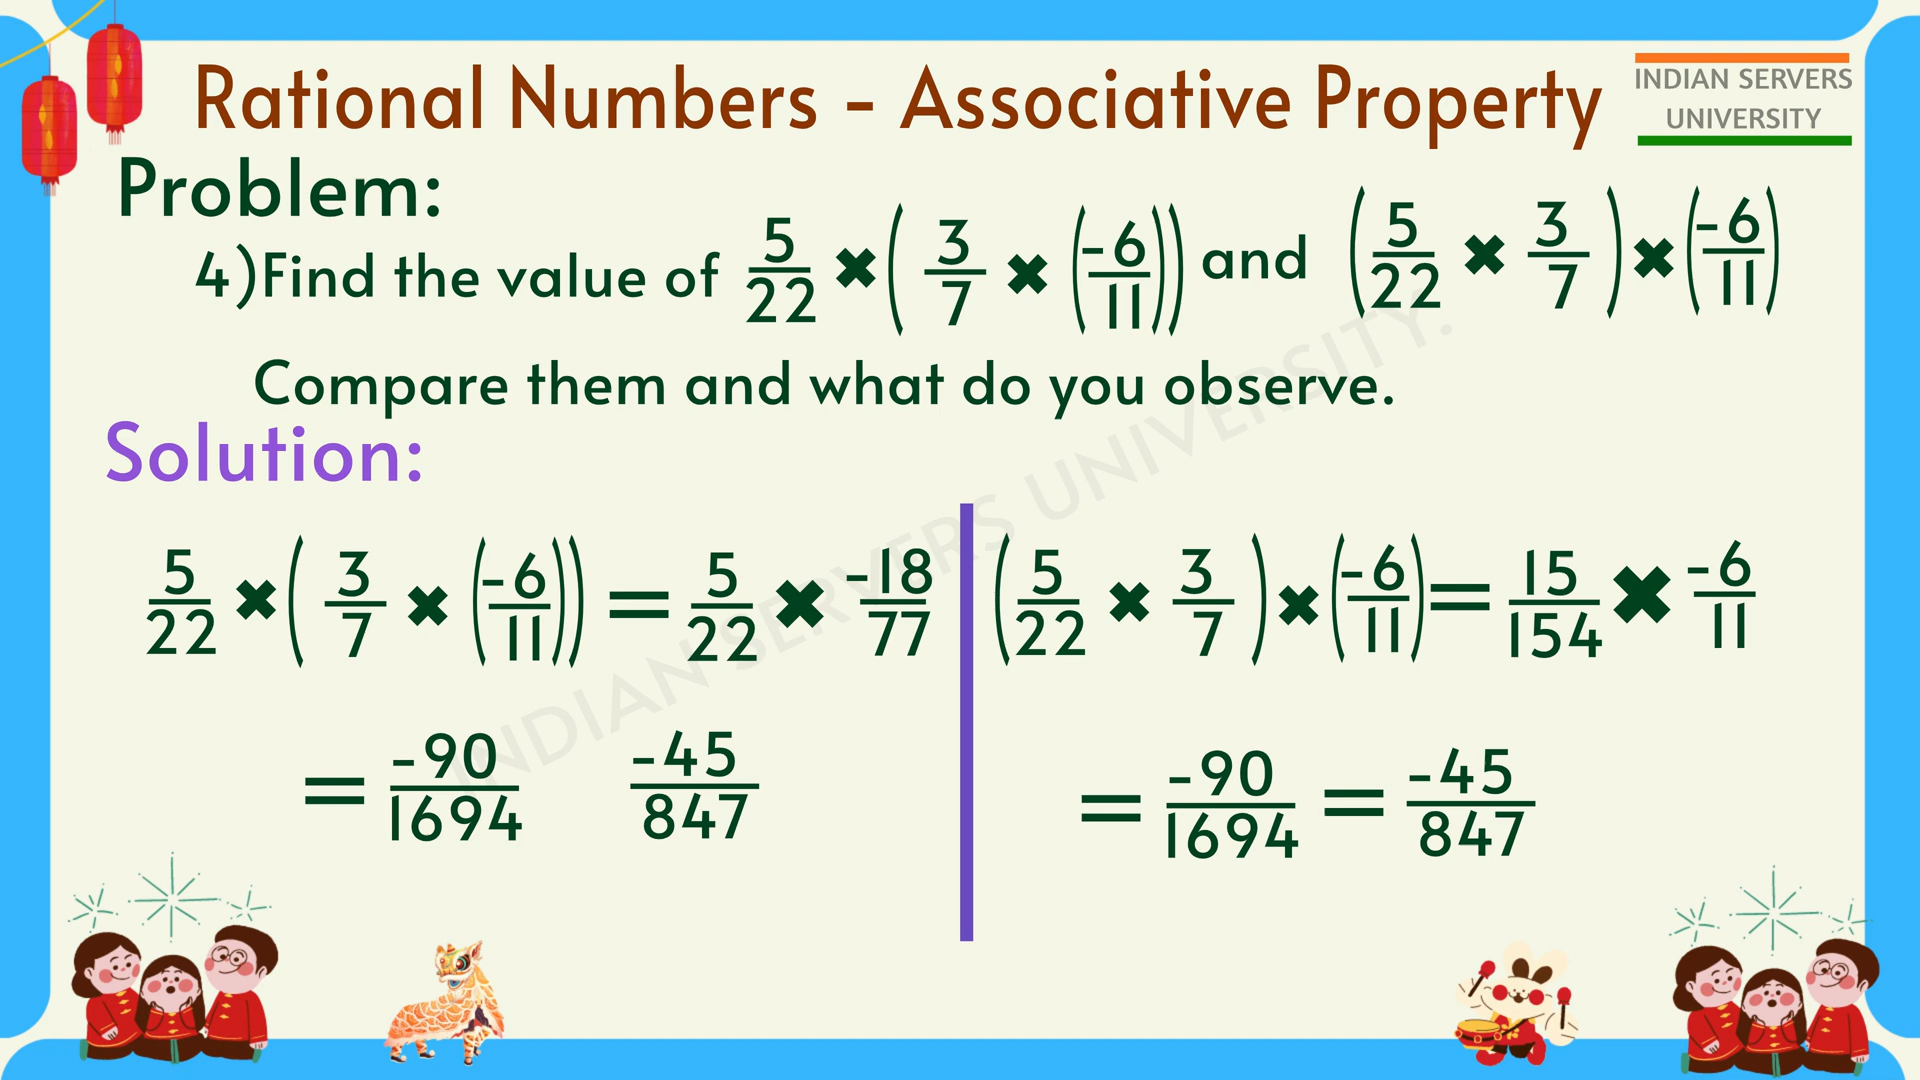 Rational Numbers - Associative Property
INDIAN SERVERS
UNIVERSITY
Problem:
4)Find the value of 5/22 × ( 3/7 × (-6/11)) and (5/22 × 3/7 ) × (-6/11)
Compare them and what do you observe.
Solution:
5/22 × ( 3/7 × (-6/11)) = 5/22 × -18/77
= -90/1694 -45/847
(5/22 × 3/7 ) × (-6/11) = 15/154 × -6/11
= -90/1694 = -45/847
INDIAN SERVERS UNIVERSITY.